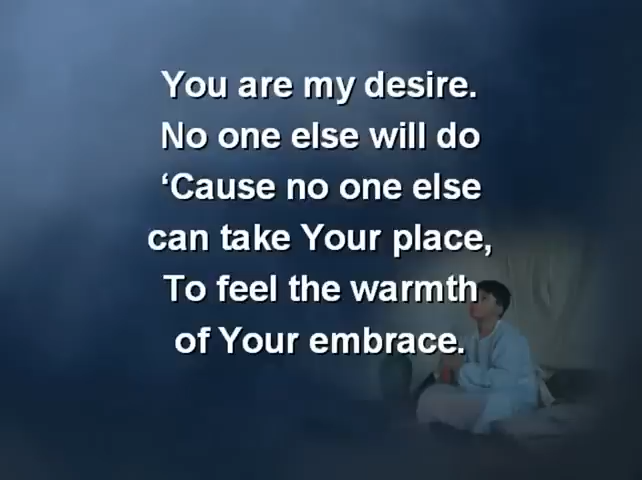 You are my desire.
No one else will do
‘Cause no one else
can take Your place,
To feel the warmth
of Your embrace.